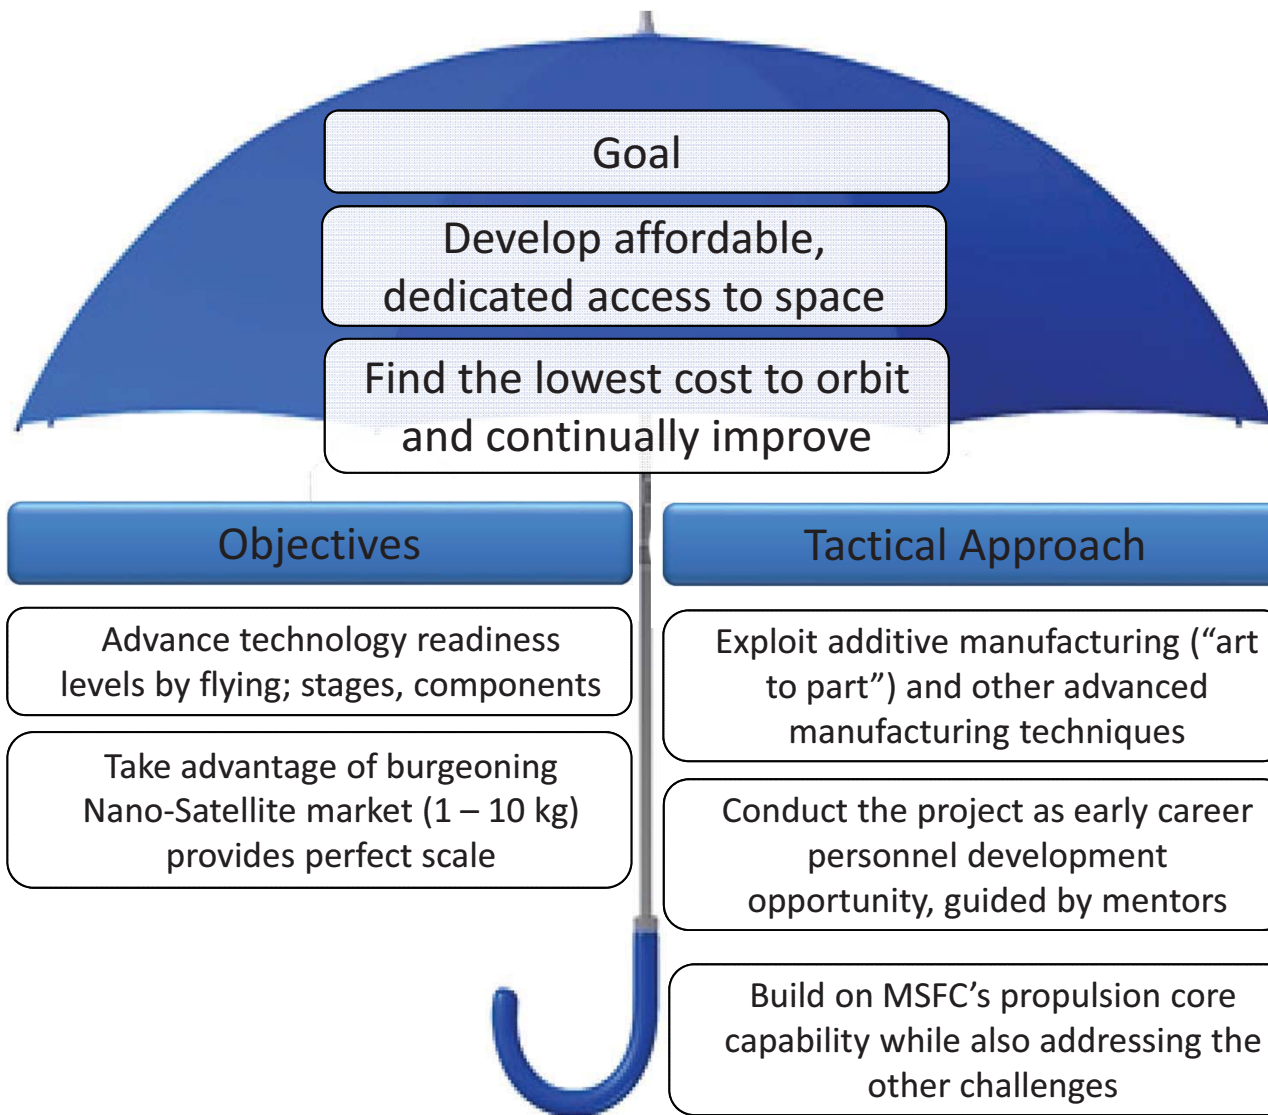 Goal
Develop affordable,
dedicated access to space
Find the lowest cost to orbit
and continually improve
Objectives
Advance technology readiness
levels by flying; stages, components
Take advantage of burgeoning
Nano-Satellite market (1 – 10 kg)
provides perfect scale
Tactical Approach
Exploit additive manufacturing (“art
to part”) and other advanced
manufacturing techniques
Conduct the project as early career
personnel development
opportunity, guided by mentors
Build on MSFC’s propulsion core
capability while also addressing the
other challenges